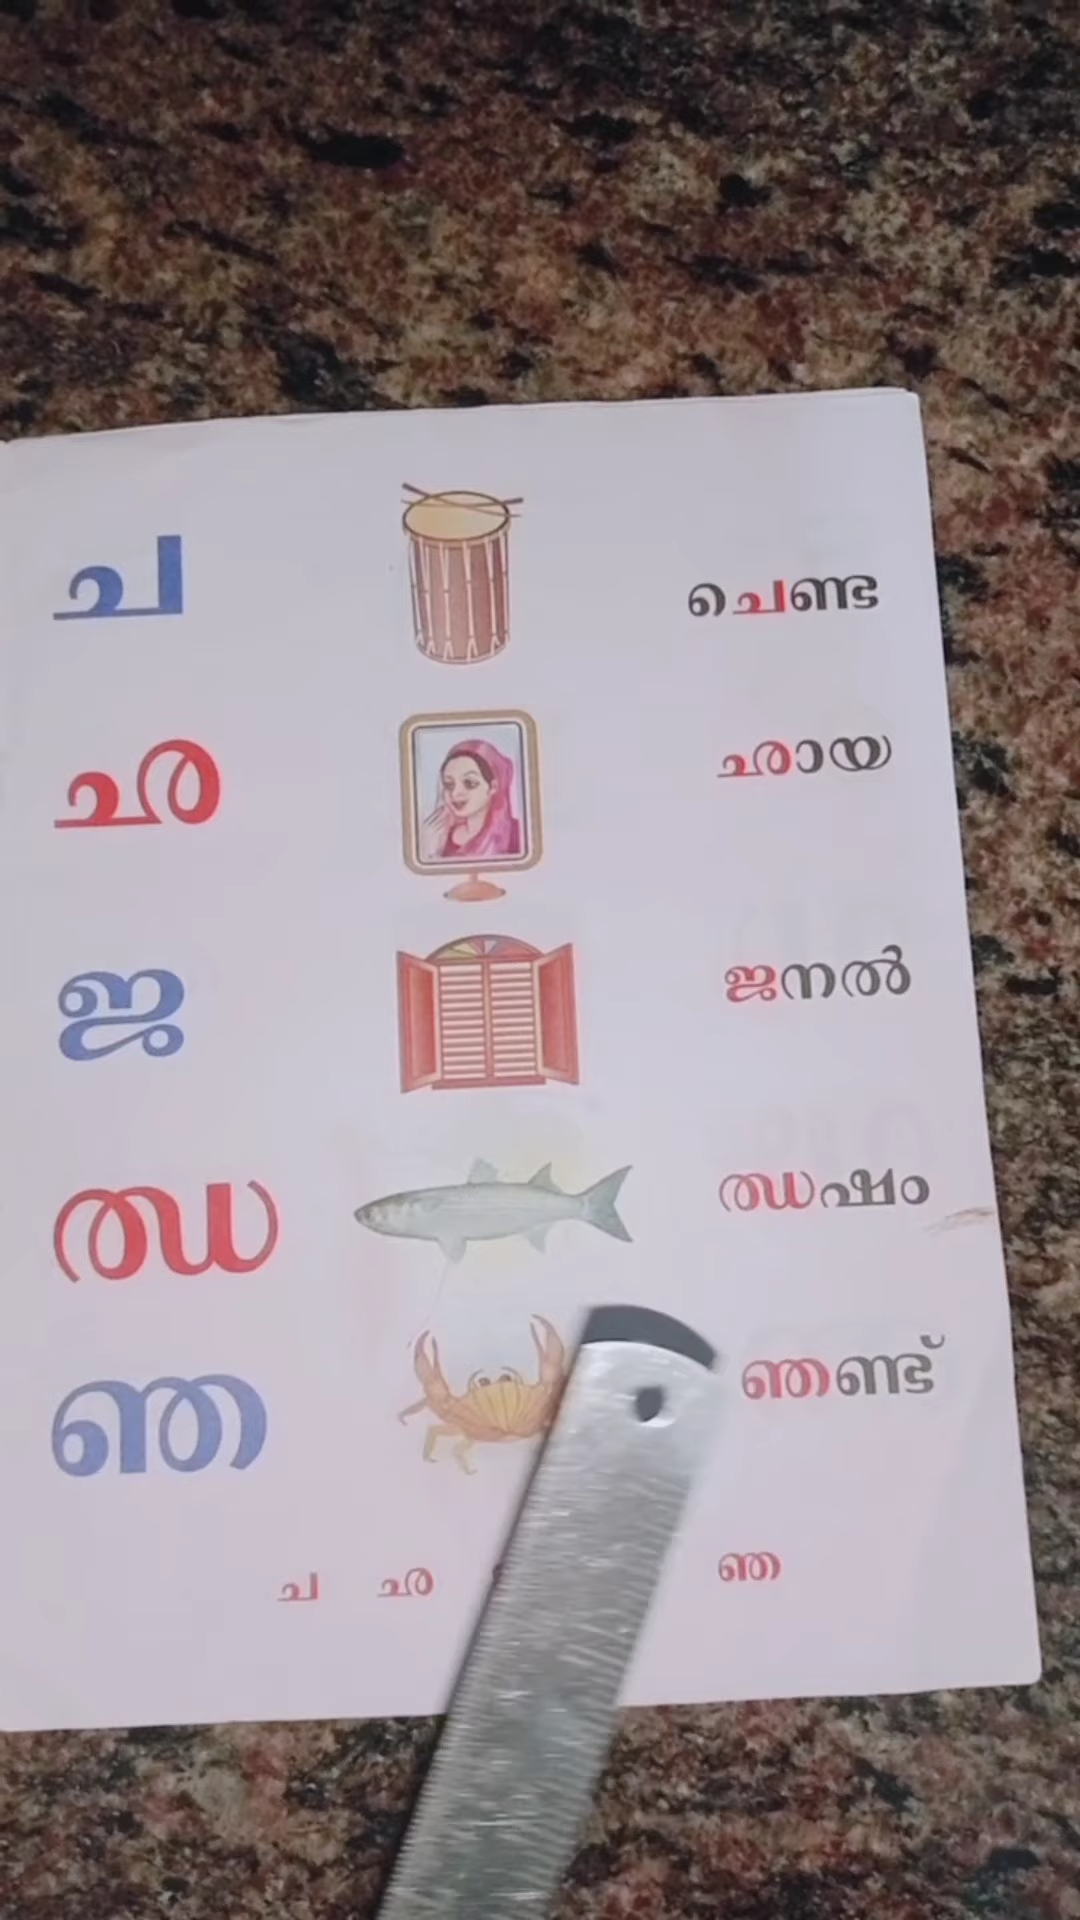 ച ചെണ്ട
ഛ ഛായ
ജ ജനൽ
ഝ ഝഷം
ഞ ഞണ്ട്
ച ഛ ഞ